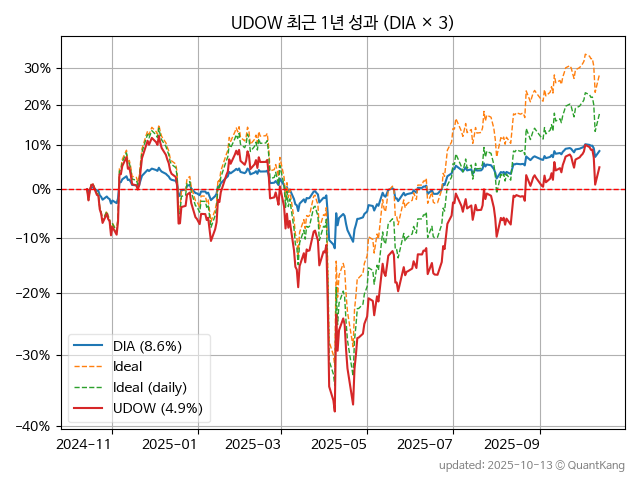 UDOW 최근 1년 성과 (DIA × 3)
30%
20%
10%
0%
−10%
−20%
−30%
−40%
DIA (8.6%)
Ideal
Ideal (daily)
UDOW (4.9%)
2024-11 2025-01 2025-03 2025-05 2025-07 2025-09
updated: 2025-10-13 © QuantKang